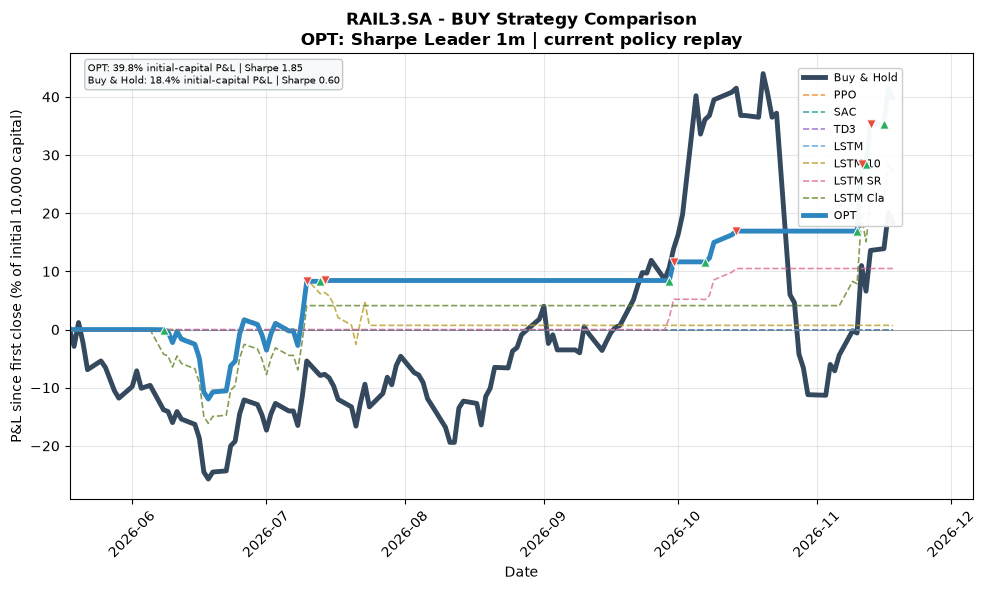 RAIL3.SA - BUY Strategy Comparison
OPT: Sharpe Leader 1m | current policy replay
OPT: 39.8% initial-capital P&L | Sharpe 1.85
Buy & Hold: 18.4% initial-capital P&L | Sharpe 0.60
Buy & Hold
PPO
SAC
TD3
LSTM
LSTM 10
LSTM SR
LSTM Cla
OPT
P&L since first close (% of initial 10,000 capital)
40
30
20
10
0
−10
−20
2026-06
2026-07
2026-08
2026-09
2026-10
2026-11
2026-12
Date